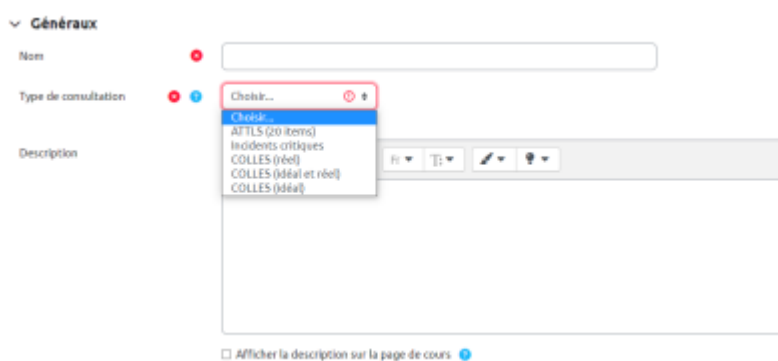 Généraux
Nom
Type de consultation
Choisir...
Choisir...
ATTLS (20 items)
Incidents critiques
COLLES (réel)
COLLES (idéal et réel)
COLLES (idéal)
Description
Afficher la description sur la page de cours